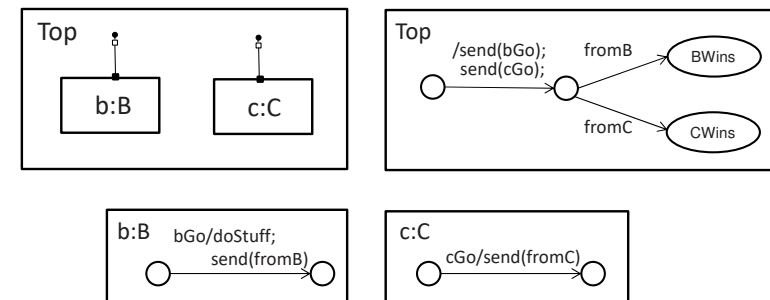 Top
b:B
c:C
Top
/send(bGo);
send(cGo);
fromB
BWins
fromC
CWins
b:B
bGo/doStuff;
send(fromB)
c:C
cGo/send(fromC)